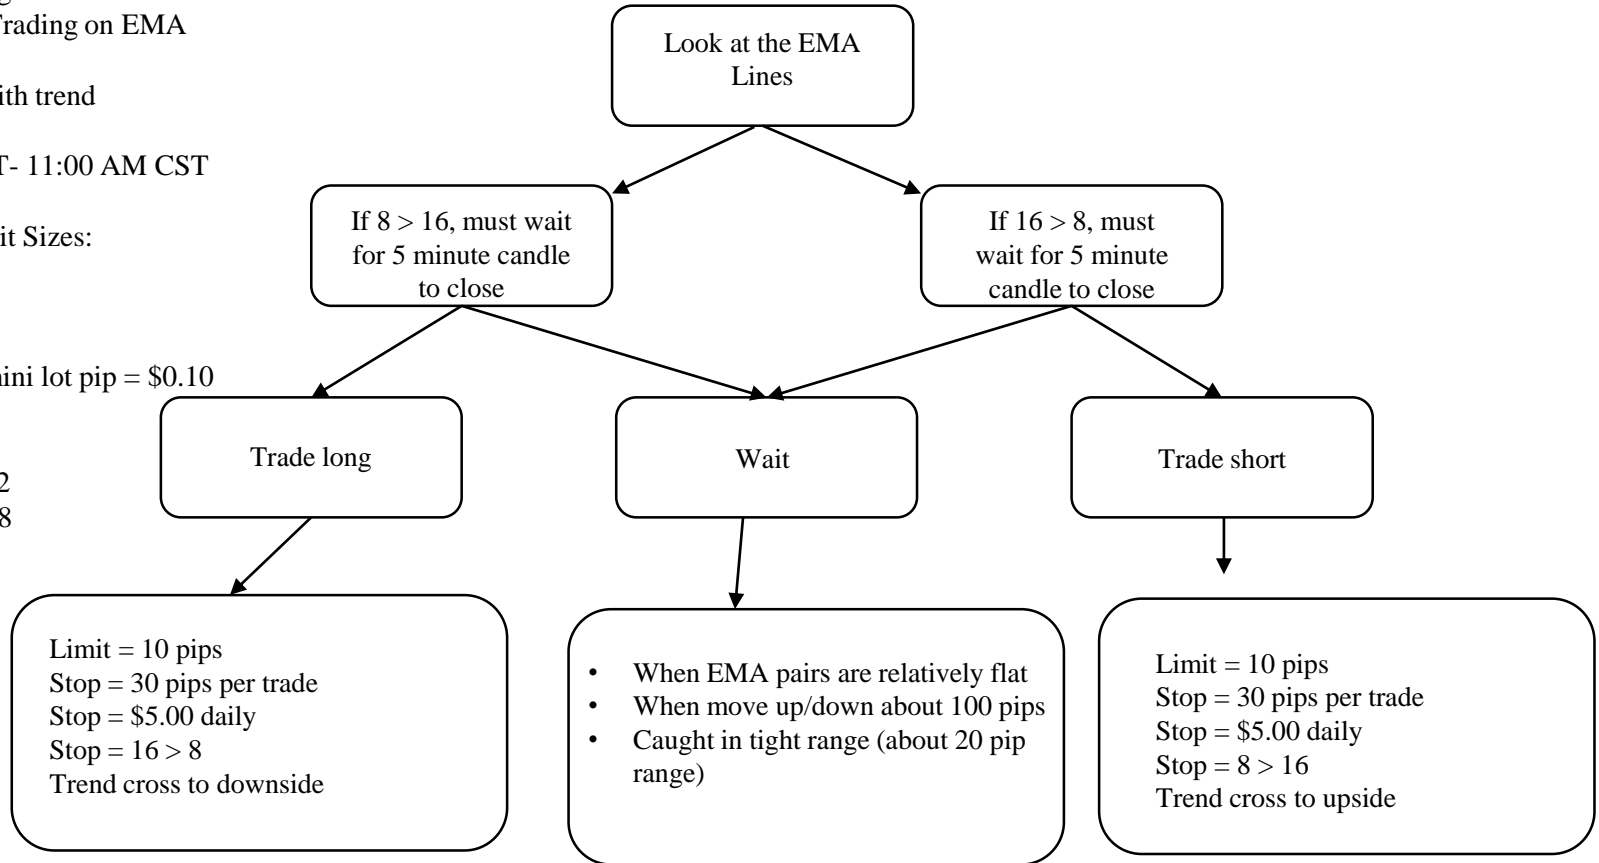 Trading on EMA
with trend
T- 11:00 AM CST
it Sizes:
mini lot pip = $0.10
2
8
Look at the EMA
Lines
If 8 > 16, must wait
for 5 minute candle
to close
If 16 > 8, must
wait for 5 minute
candle to close
Trade long
Wait
Trade short
Limit = 10 pips
Stop = 30 pips per trade
Stop = $5.00 daily
Stop = 16 > 8
Trend cross to downside
• When EMA pairs are relatively flat
• When move up/down about 100 pips
• Caught in tight range (about 20 pip
range)
Limit = 10 pips
Stop = 30 pips per trade
Stop = $5.00 daily
Stop = 8 > 16
Trend cross to upside